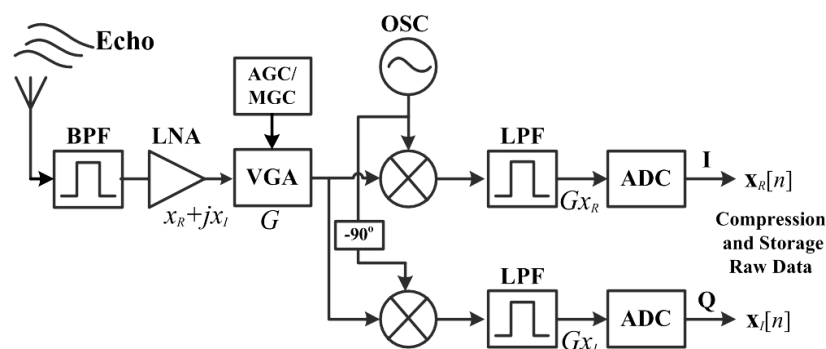 OSC
Echo
AGC/
MGC
BPF
LNA
VGA
LPF
ADC
I
x_R[n]
x_R+jx_I
G
Gx_R
-90°
Compression
and Storage
Raw Data
LPF
ADC
Q
x_I[n]
Gx_I